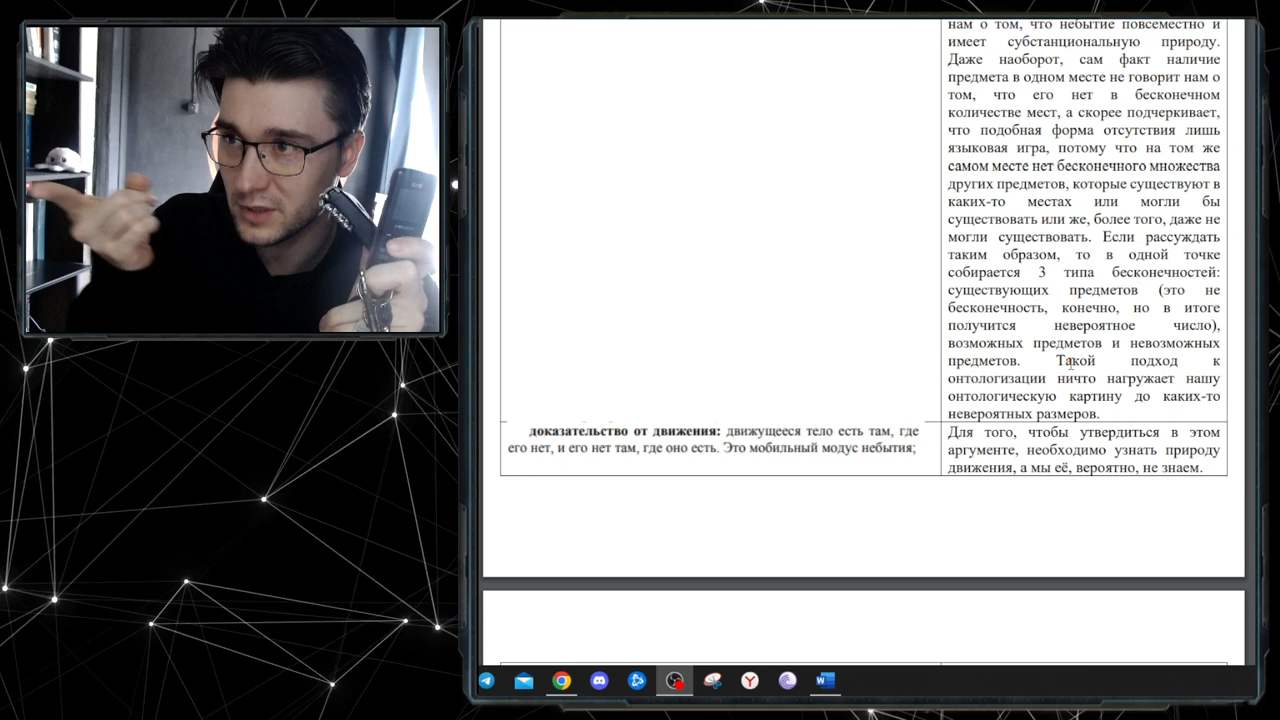 нам о том, что небытие повсеместно и
имеет субстанциональную природу.
Даже наоборот, сам факт наличие
предмета в одном месте не говорит нам о
том, что его нет в бесконечном
количестве мест, а скорее подчеркивает,
что подобная форма отсутствия лишь
языковая игра, потому что на том же
самом месте нет бесконечного множества
других предметов, которые существуют в
каких-то местах или могли бы
существовать или же, более того, даже не
могли существовать. Если рассуждать
таким образом, то в одной точке
собирается 3 типа бесконечностей:
существующих предметов (это не
бесконечность, конечно, но в итоге
получится невероятное число),
возможных предметов и невозможных
предметов. Такой подход к
онтологизации ничто нагружает нашу
онтологическую картину до каких-то
невероятных размеров.
доказательство от движения: движущееся тело есть там, где
его нет, и его нет там, где оно есть. Это мобильный модус небытия;
Для того, чтобы утвердиться в этом
аргументе, необходимо узнать природу
движения, а мы её, вероятно, не знаем.